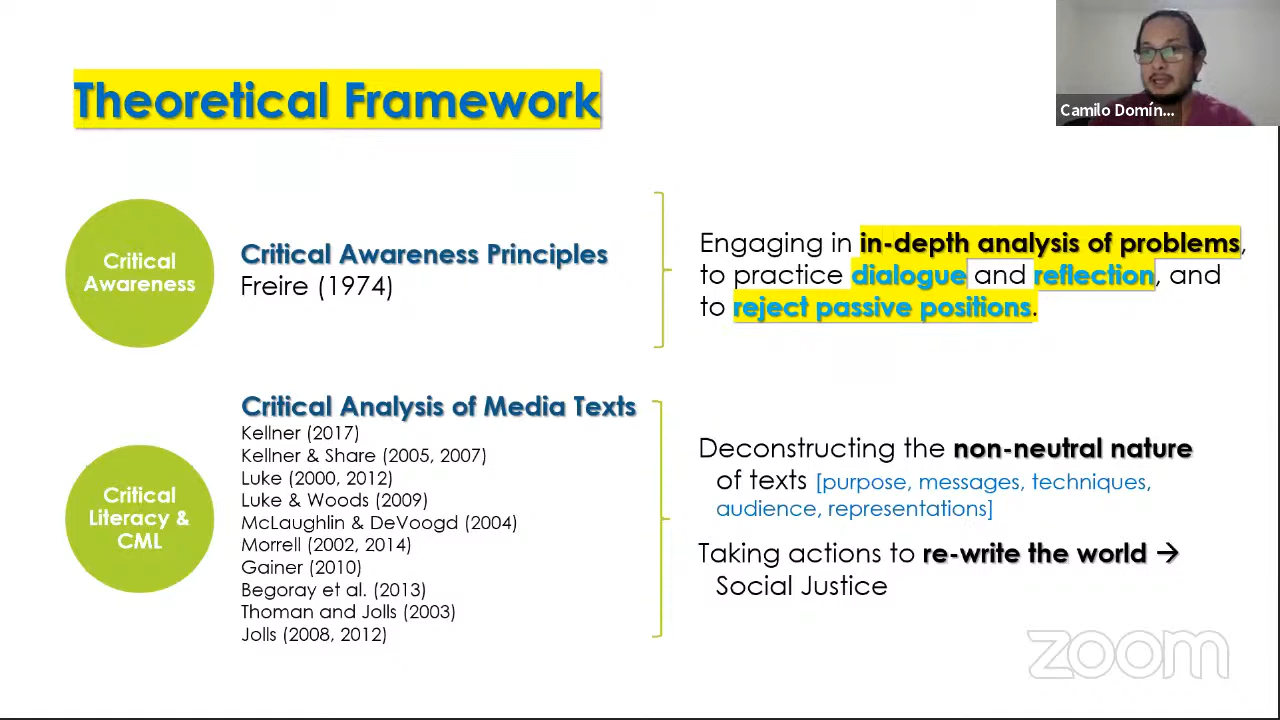 Theoretical Framework
Camilo Domín...
Critical
Awareness
Critical Awareness Principles
Freire (1974)
Engaging in in-depth analysis of problems,
to practice dialogue and reflection, and
to reject passive positions.
Critical
Literacy &
CML
Critical Analysis of Media Texts
Kellner (2017)
Kellner & Share (2005, 2007)
Luke (2000, 2012)
Luke & Woods (2009)
McLaughlin & DeVoogd (2004)
Morrell (2002, 2014)
Gainer (2010)
Begoray et al. (2013)
Thoman and Jolls (2003)
Jolls (2008, 2012)
Deconstructing the non-neutral nature
of texts [purpose, messages, techniques,
audience, representations]
Taking actions to re-write the world →
Social Justice
zoom